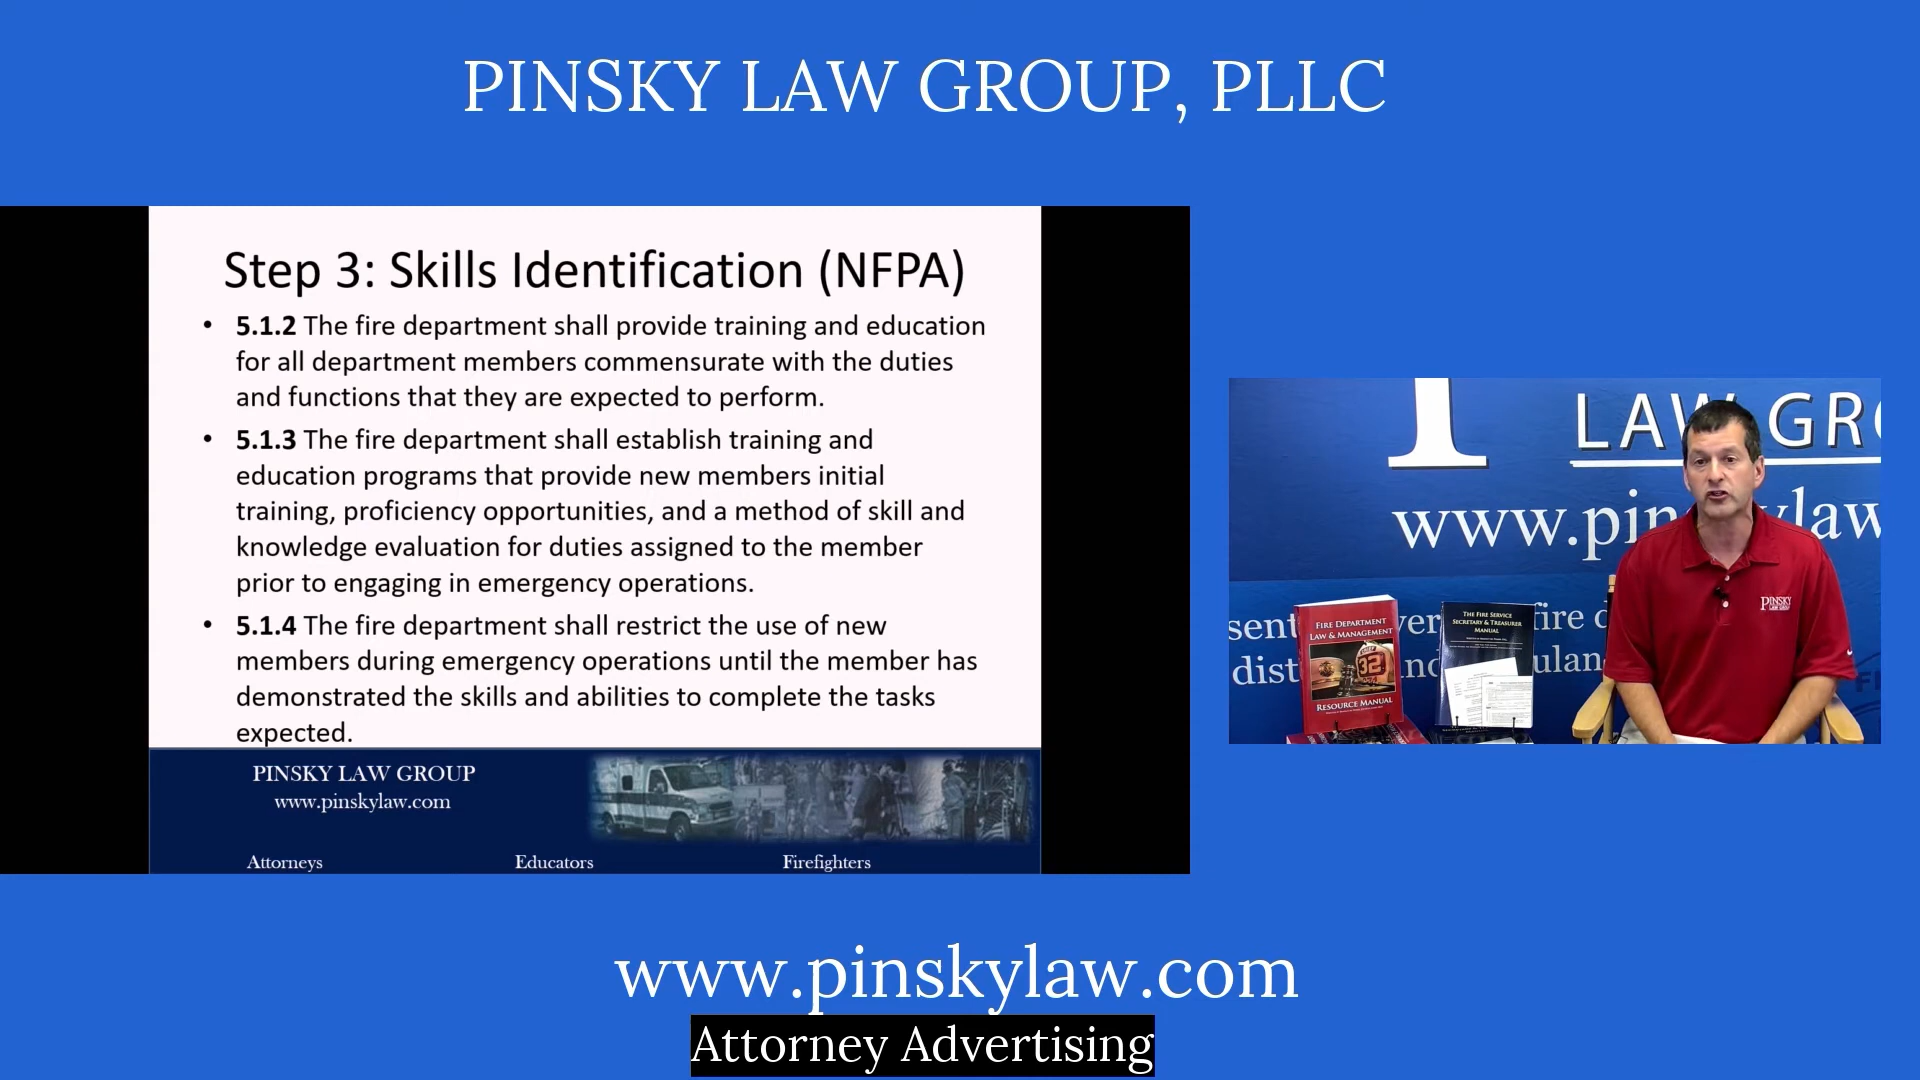 PINSKY LAW GROUP, PLLC
Step 3: Skills Identification (NFPA)
• 5.1.2 The fire department shall provide training and education
for all department members commensurate with the duties
and functions that they are expected to perform.
• 5.1.3 The fire department shall establish training and
education programs that provide new members initial
training, proficiency opportunities, and a method of skill and
knowledge evaluation for duties assigned to the member
prior to engaging in emergency operations.
• 5.1.4 The fire department shall restrict the use of new
members during emergency operations until the member has
demonstrated the skills and abilities to complete the tasks
expected.
PINSKY LAW GROUP
www.pinskylaw.com
Attorneys Educators Firefighters
LAW GRO
www.pinskylaw
fire d
dist
FIRE DEPARTMENT
LAW & MANAGEMENT
CHIEF
32
RESOURCE MANUAL
THE FIRE SERVICE
SECRETARY & TREASURER
MANUAL
PINSKY
LAW GROUP
www.pinskylaw.com
Attorney Advertising